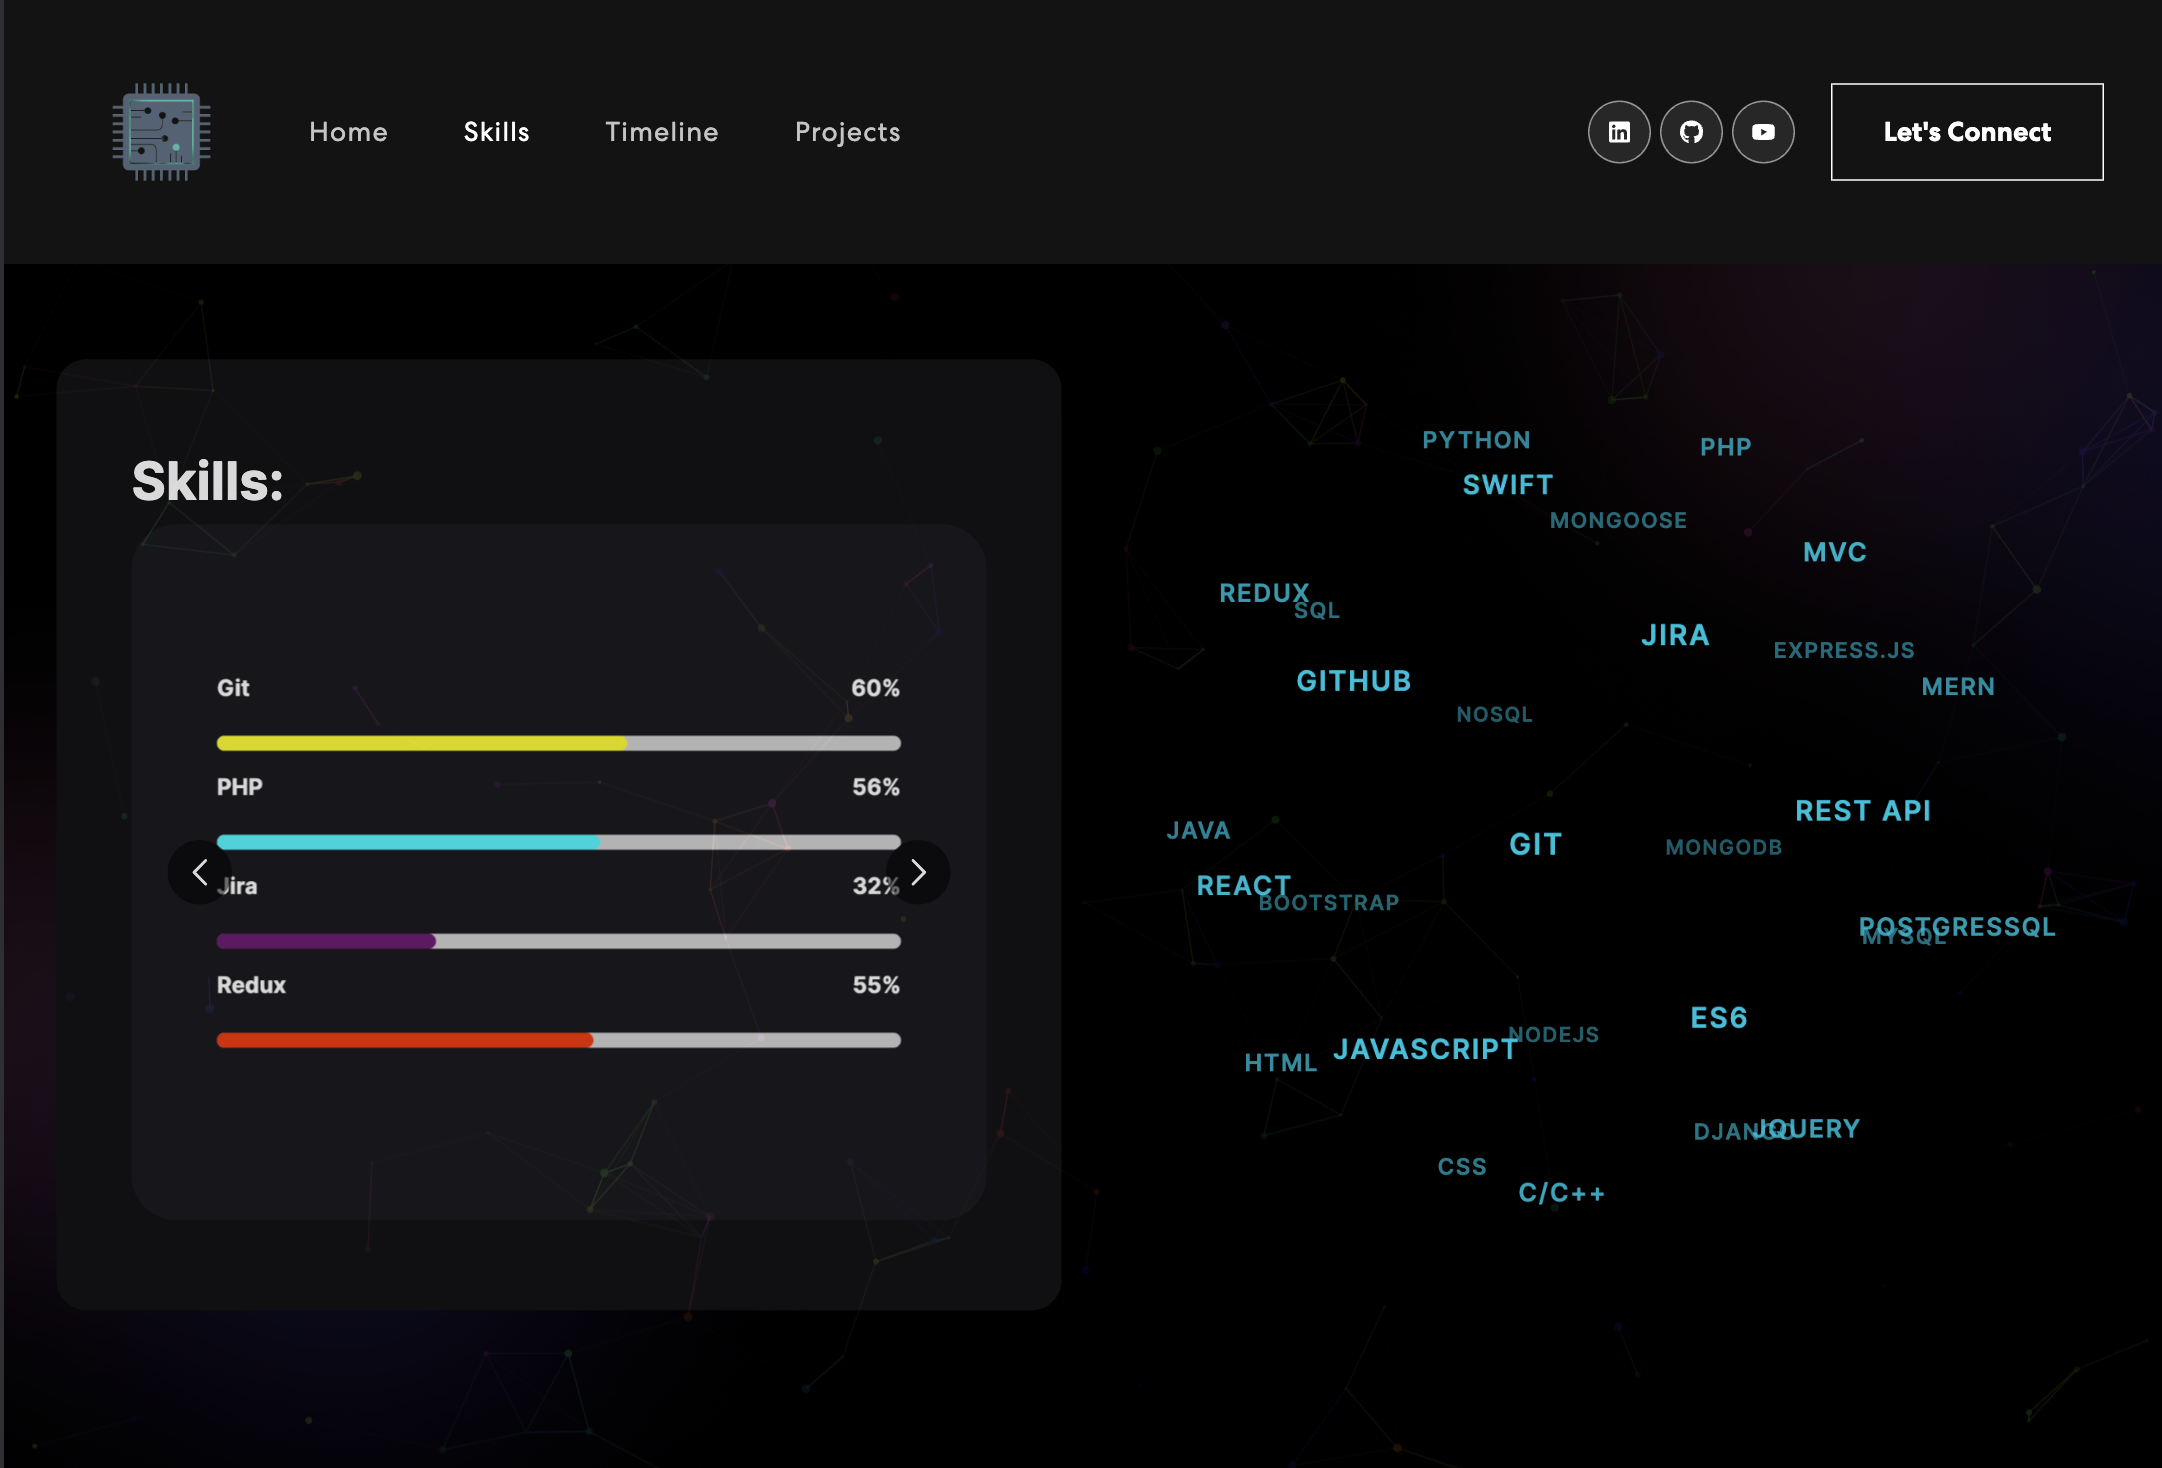 Home
Skills
Timeline
Projects
in
Let's Connect
Skills:
Git 60%
PHP 56%
Jira 32%
Redux 55%
PYTHON
PHP
SWIFT
MONGOOSE
MVC
REDUX
SQL
JIRA
EXPRESS.JS
GITHUB
MERN
NOSQL
REST API
JAVA
GIT
MONGODB
REACT
BOOTSTRAP
POSTGRESSQL
MYSQL
ES6
NODEJS
JAVASCRIPT
HTML
DJANGO
JQUERY
CSS
C/C++